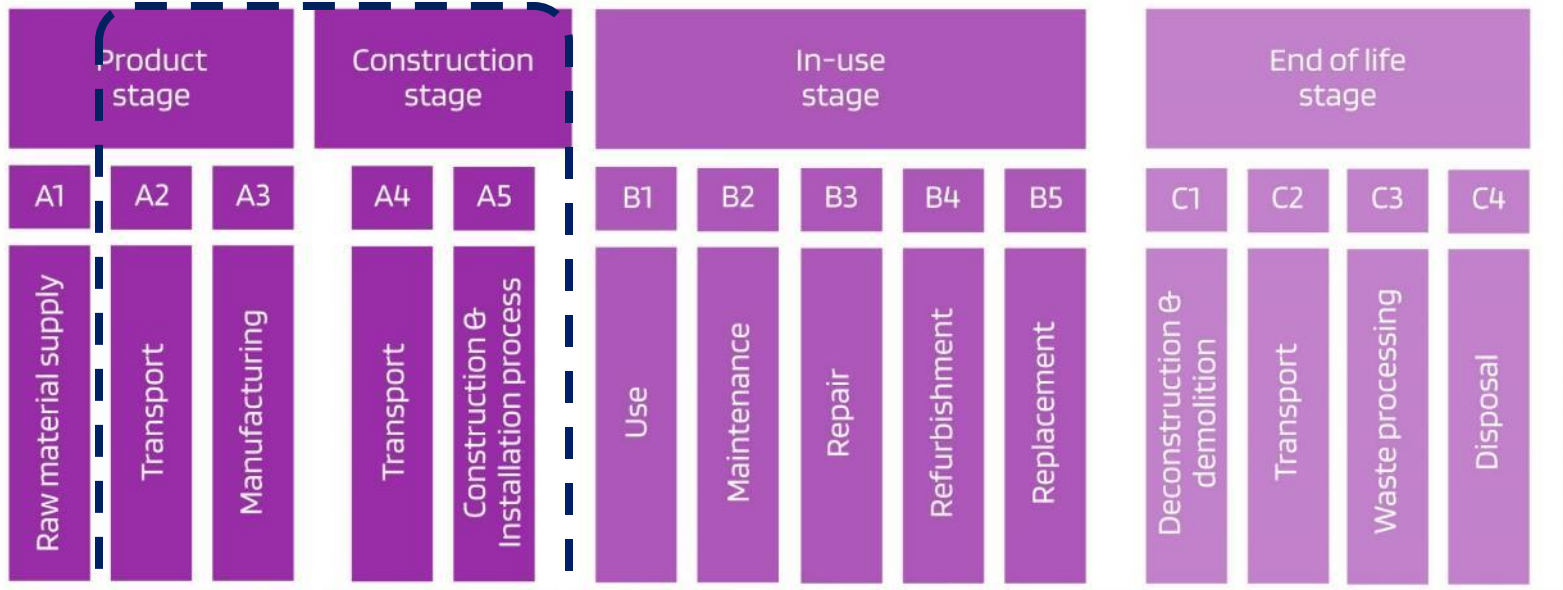 Product
stage
Construction
stage
In-use
stage
End of life
stage
A1
A2
A3
A4
A5
B1
B2
B3
B4
B5
C1
C2
C3
C4
Raw material supply
Transport
Manufacturing
Transport
Construction &
Installation process
Use
Maintenance
Repair
Refurbishment
Replacement
Deconstruction &
demolition
Transport
Waste processing
Disposal